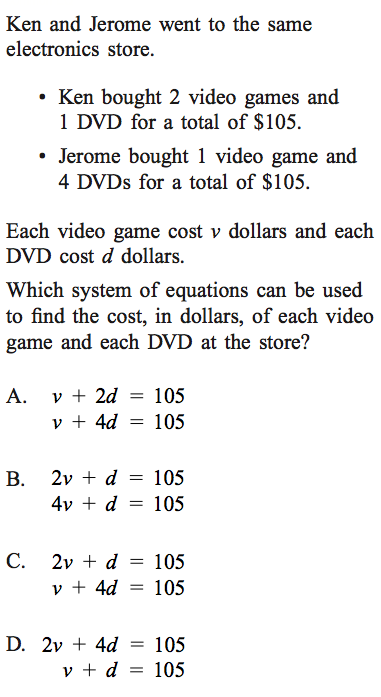 Ken and Jerome went to the same
electronics store.
• Ken bought 2 video games and
1 DVD for a total of $105.
• Jerome bought 1 video game and
4 DVDs for a total of $105.
Each video game cost v dollars and each
DVD cost d dollars.
Which system of equations can be used
to find the cost, in dollars, of each video
game and each DVD at the store?
A. v + 2d = 105
v + 4d = 105
B. 2v + d = 105
4v + d = 105
C. 2v + d = 105
v + 4d = 105
D. 2v + 4d = 105
v + d = 105